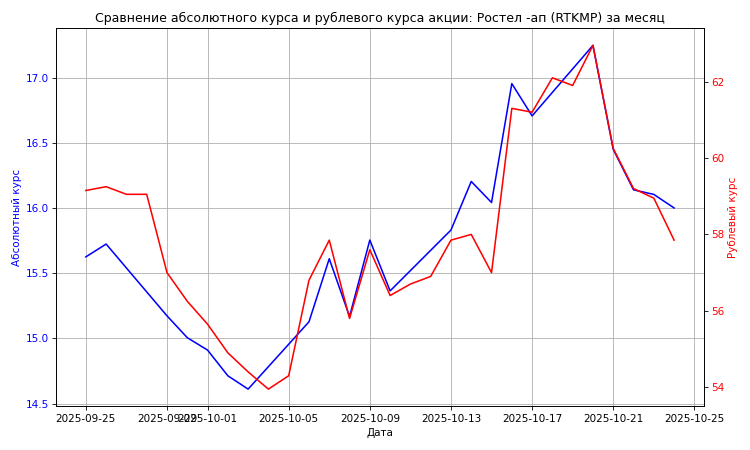 Сравнение абсолютного курса и рублевого курса акции: Ростел -ап (RTKMP) за месяц
Абсолютный курс
17.0
16.5
16.0
15.5
15.0
14.5
62
60
58
56
54
Рублевый курс
2025-09-25 2025-09-29 2025-10-01 2025-10-05 2025-10-09 2025-10-13 2025-10-17 2025-10-21 2025-10-25
Дата